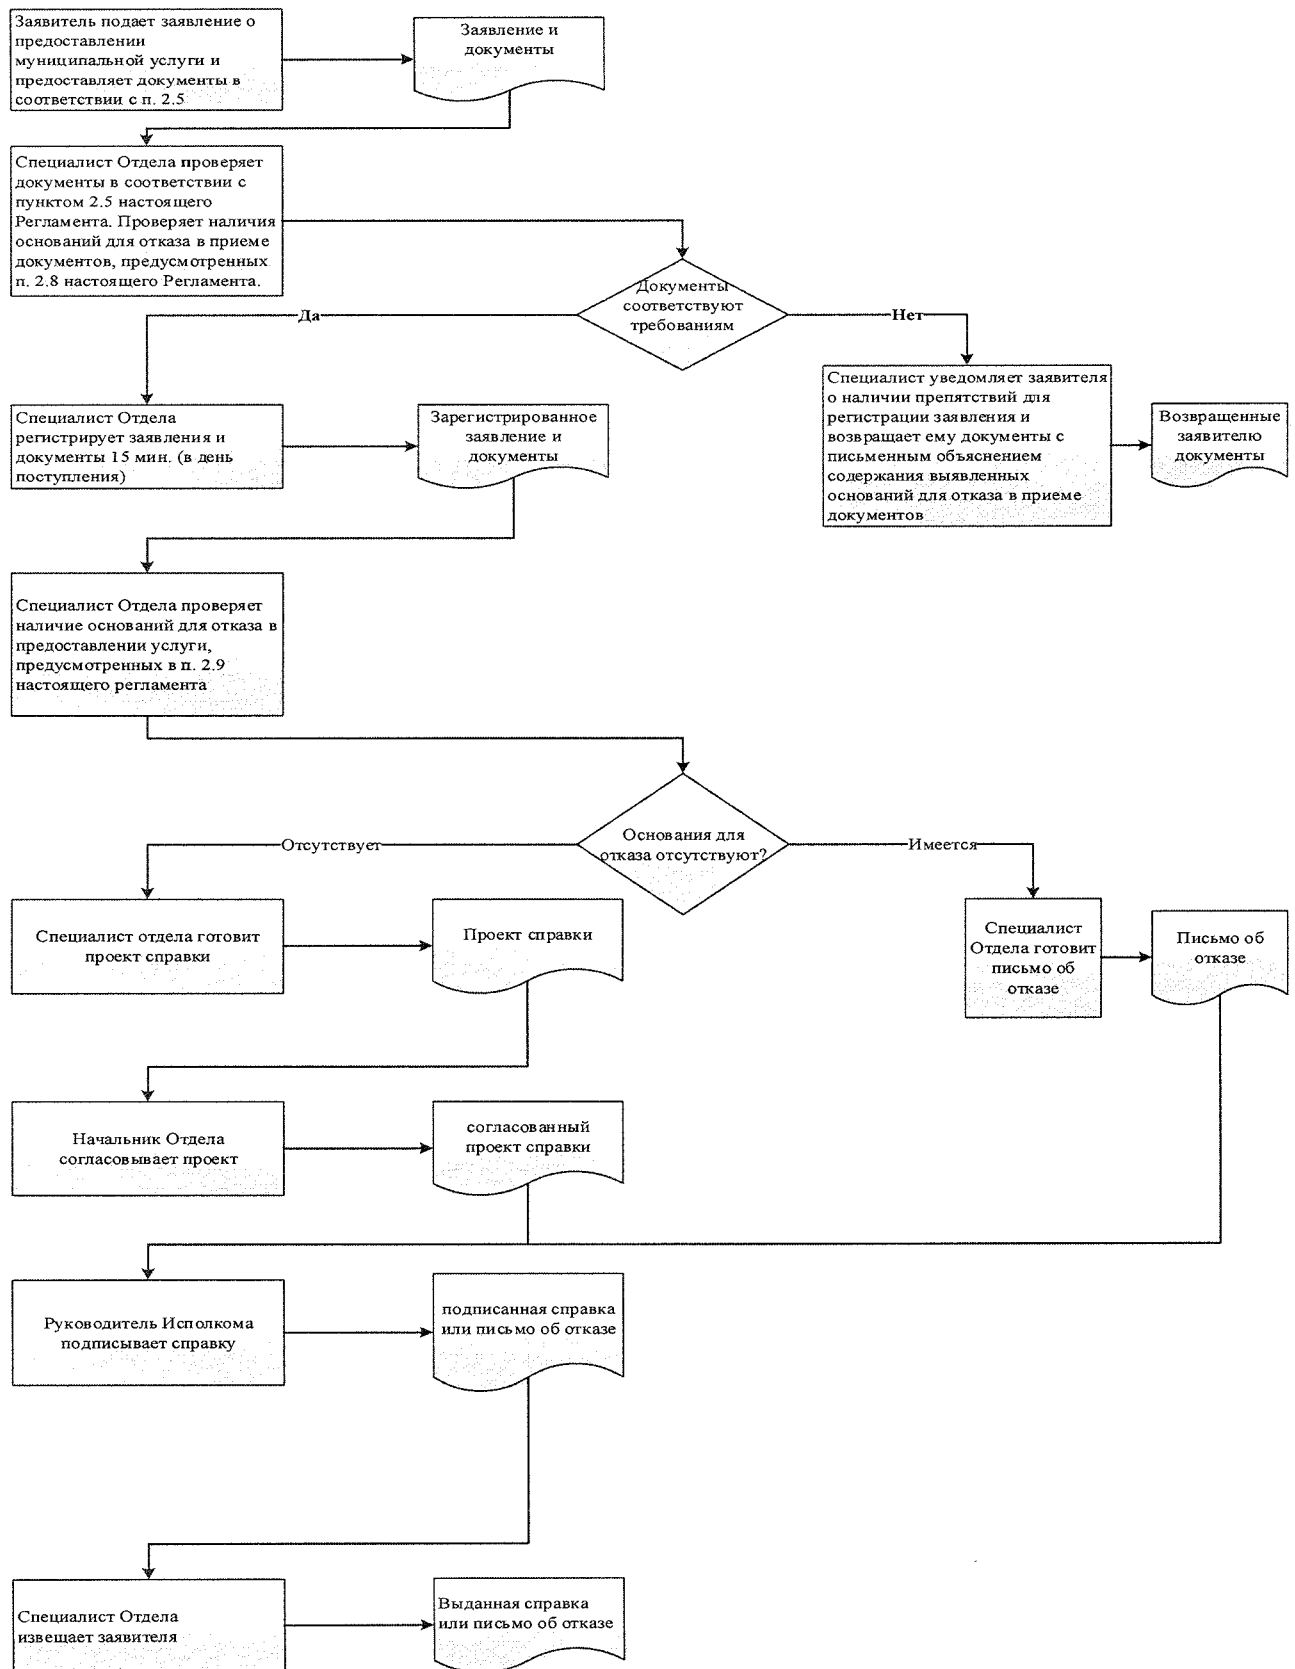 Заявитель подает заявление о
предоставлении
муниципальной услуги и
предоставляет документы в
соответствии с п. 2.5
Заявление и
документы
Специалист Отдела проверяет
документы в соответствии с
пунктом 2.5 настоящего
Регламента. Проверяет наличия
оснований для отказа в приеме
документов, предусмотренных
п. 2.8 настоящего Регламента.
Документы
соответствуют
требованиям
Да
Нет
Специалист Отдела
регистрирует заявления и
документы 15 мин. (в день
поступления)
Зарегистрированное
заявление и
документы
Специалист уведомляет заявителя
о наличии препятствий для
регистрации заявления и
возвращает ему документы с
письменным объяснением
содержания выявленных
оснований для отказа в приеме
документов
Возвращенные
заявителю
документы
Специалист Отдела проверяет
наличие оснований для отказа в
предоставлении услуги,
предусмотренных в п. 2.9
настоящего регламента
Основания для
отказа отсутствуют?
Отсутствует
Имеется
Специалист отдела готовит
проект справки
Проект справки
Специалист
Отдела готовит
письмо об
отказе
Письмо об
отказе
Начальник Отдела
согласовывает проект
согласованный
проект справки
Руководитель Исполкома
подписывает справку
подписанная справка
или письмо об отказе
Специалист Отдела
извещает заявителя
Выданная справка
или письмо об отказе